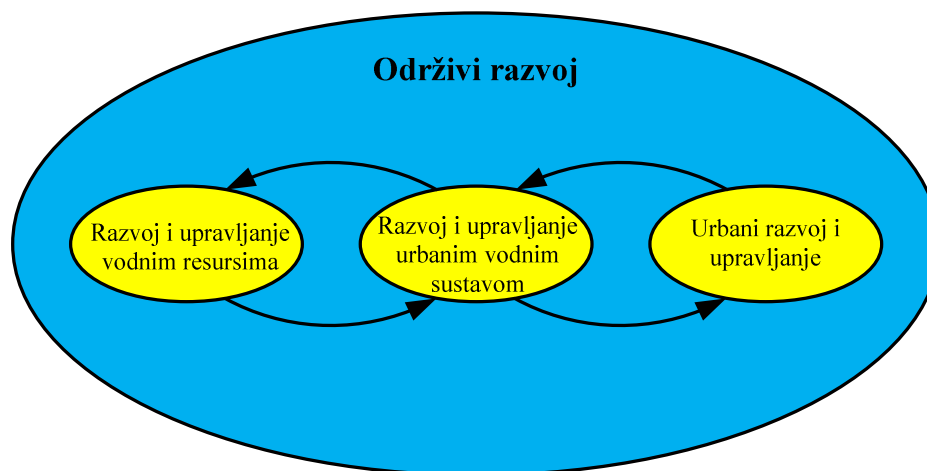 Održivi razvoj
Razvoj i upravljanje
vodnim resursima
Razvoj i upravljanje
urbanim vodnim
sustavom
Urbani razvoj i
upravljanje